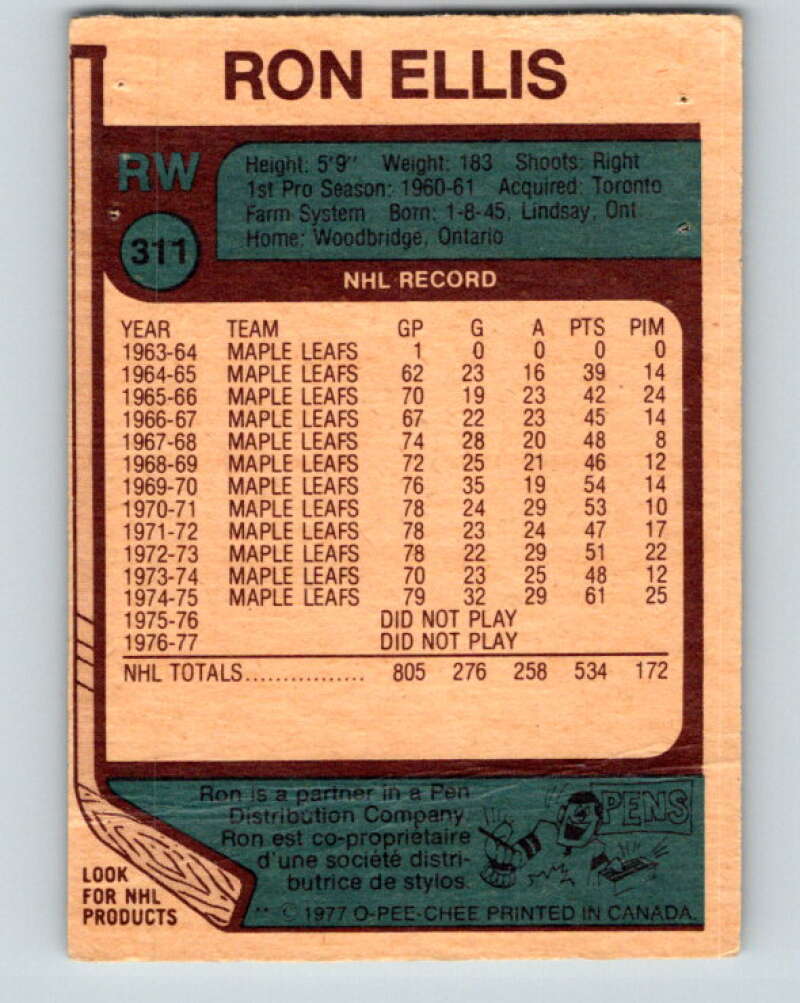 RON ELLIS
RW
311
Height: 5'9" Weight: 183 Shoots: Right
1st Pro Season: 1960-61 Acquired: Toronto
Farm System Born: 1-8-45, Lindsay, Ont
Home: Woodbridge, Ontario
NHL RECORD
YEAR TEAM GP G A PTS PIM
1963-64 MAPLE LEAFS 1 0 0 0 0
1964-65 MAPLE LEAFS 62 23 16 39 14
1965-66 MAPLE LEAFS 70 19 23 42 24
1966-67 MAPLE LEAFS 67 22 23 45 14
1967-68 MAPLE LEAFS 74 28 20 48 8
1968-69 MAPLE LEAFS 72 25 21 46 12
1969-70 MAPLE LEAFS 76 35 19 54 14
1970-71 MAPLE LEAFS 78 24 29 53 10
1971-72 MAPLE LEAFS 78 23 24 47 17
1972-73 MAPLE LEAFS 78 22 29 51 22
1973-74 MAPLE LEAFS 70 23 25 48 12
1974-75 MAPLE LEAFS 79 32 29 61 25
1975-76 DID NOT PLAY
1976-77 DID NOT PLAY
NHL TOTALS................ 805 276 258 534 172
Ron is a partner in a Pen
Distribution Company.
Ron est co-propriétaire
d'une société distri-
butrice de stylos.
PENS
LOOK
FOR NHL
PRODUCTS
** © 1977 O-PEE-CHEE PRINTED IN CANADA.